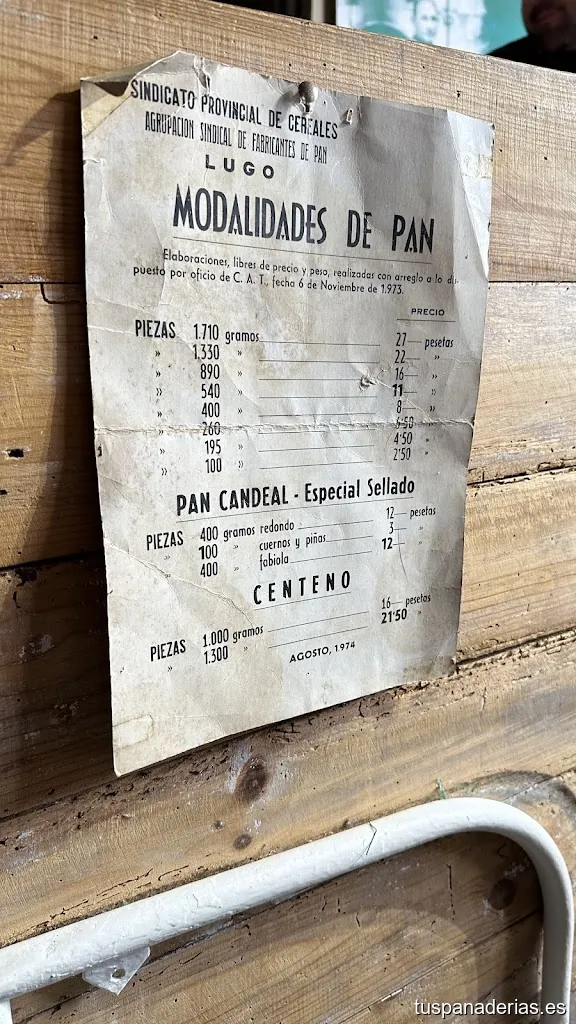 SINDICATO PROVINCIAL DE CEREALES
AGRUPACION SINDICAL DE FABRICANTES DE PAN
LUGO
MODALIDADES DE PAN
Elaboraciones, libres de precio y peso, realizadas con arreglo a lo dis-
puesto por oficio de C. A. T., fecha 6 de Noviembre de 1.973.
PRECIO
PIEZAS 1.710 gramos 27 — pesetas
» 1.330 » 22 — »
» 890 » 16 — »
» 540 » 11 — »
» 400 » 8 — »
» 260 » 6'50 »
» 195 » 4'50 »
» 100 » 2'50 »
PAN CANDEAL - Especial Sellado
PIEZAS 400 gramos redondo 12 — pesetas
» 100 » cuernos y piñas 3 — »
» 400 » fabiola 12 — »
CENTENO
PIEZAS 1.000 gramos 16 — pesetas
» 1.300 » 21'50 »
AGOSTO, 1974
tuspanaderias.es